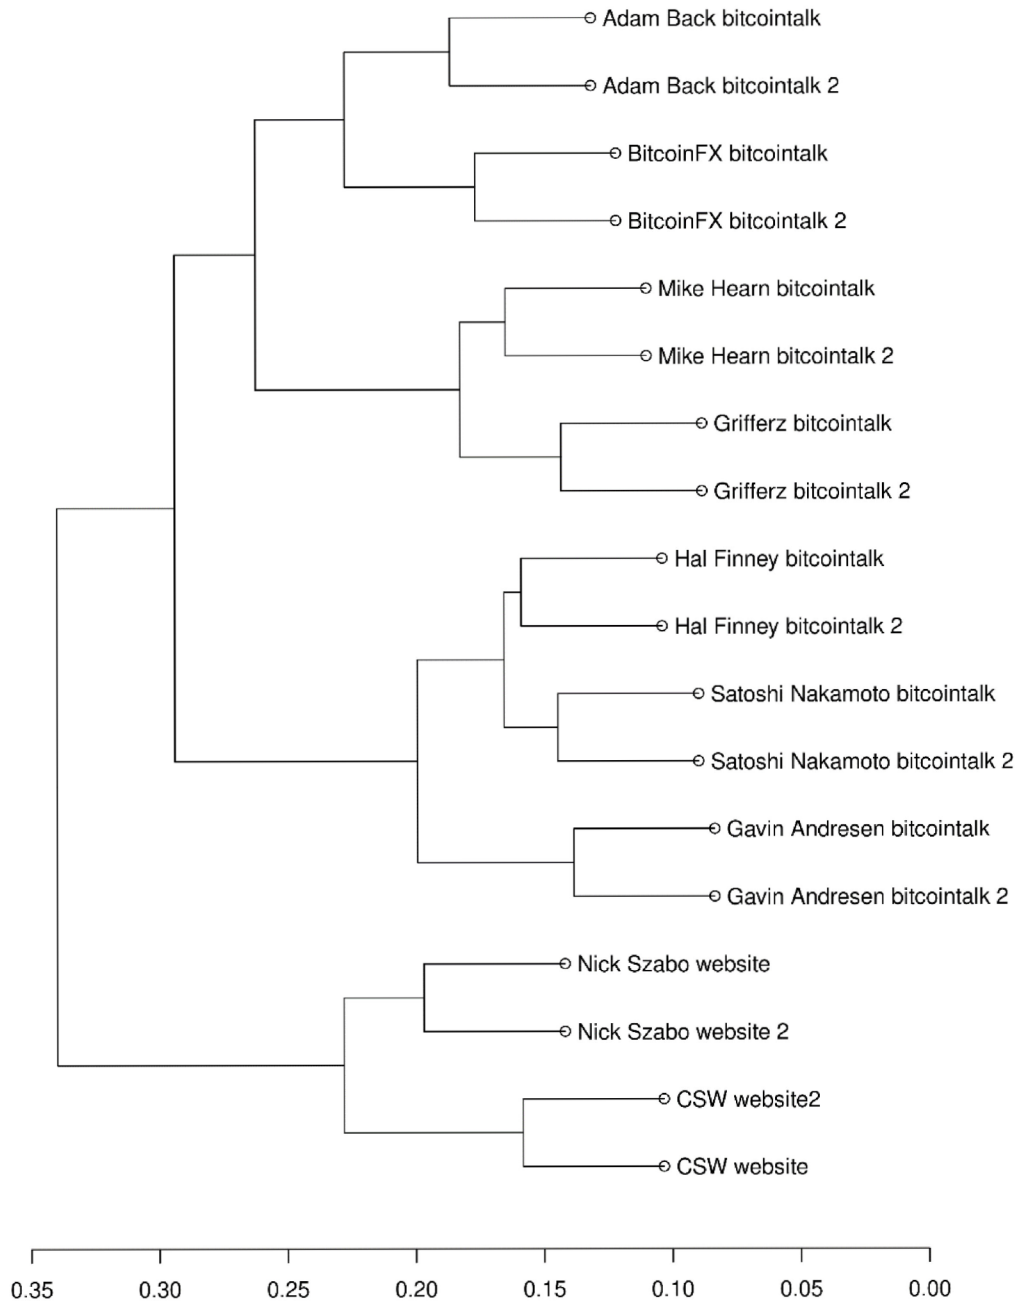 Adam Back bitcointalk
Adam Back bitcointalk 2
BitcoinFX bitcointalk
BitcoinFX bitcointalk 2
Mike Hearn bitcointalk
Mike Hearn bitcointalk 2
Grifferz bitcointalk
Grifferz bitcointalk 2
Hal Finney bitcointalk
Hal Finney bitcointalk 2
Satoshi Nakamoto bitcointalk
Satoshi Nakamoto bitcointalk 2
Gavin Andresen bitcointalk
Gavin Andresen bitcointalk 2
Nick Szabo website
Nick Szabo website 2
CSW website2
CSW website
0.35 0.30 0.25 0.20 0.15 0.10 0.05 0.00